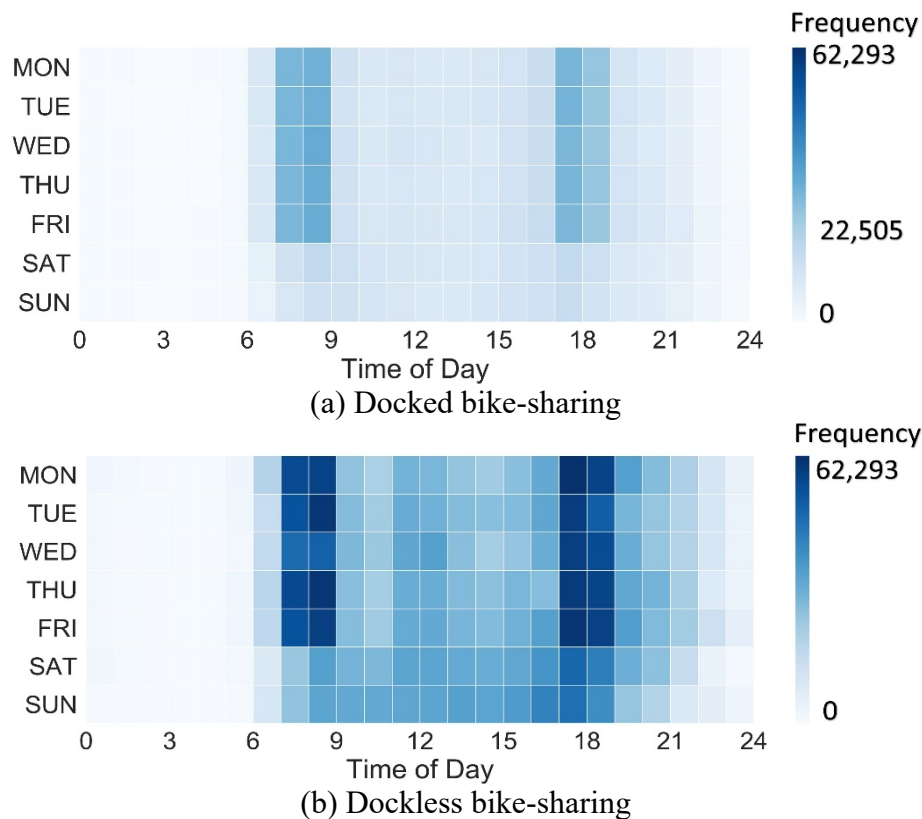 Frequency
62,293
MON
TUE
WED
THU
FRI
SAT
SUN
22,505
0
0 3 6 9 12 15 18 21 24
Time of Day
(a) Docked bike-sharing
Frequency
62,293
MON
TUE
WED
THU
FRI
SAT
SUN
0
0 3 6 9 12 15 18 21 24
Time of Day
(b) Dockless bike-sharing